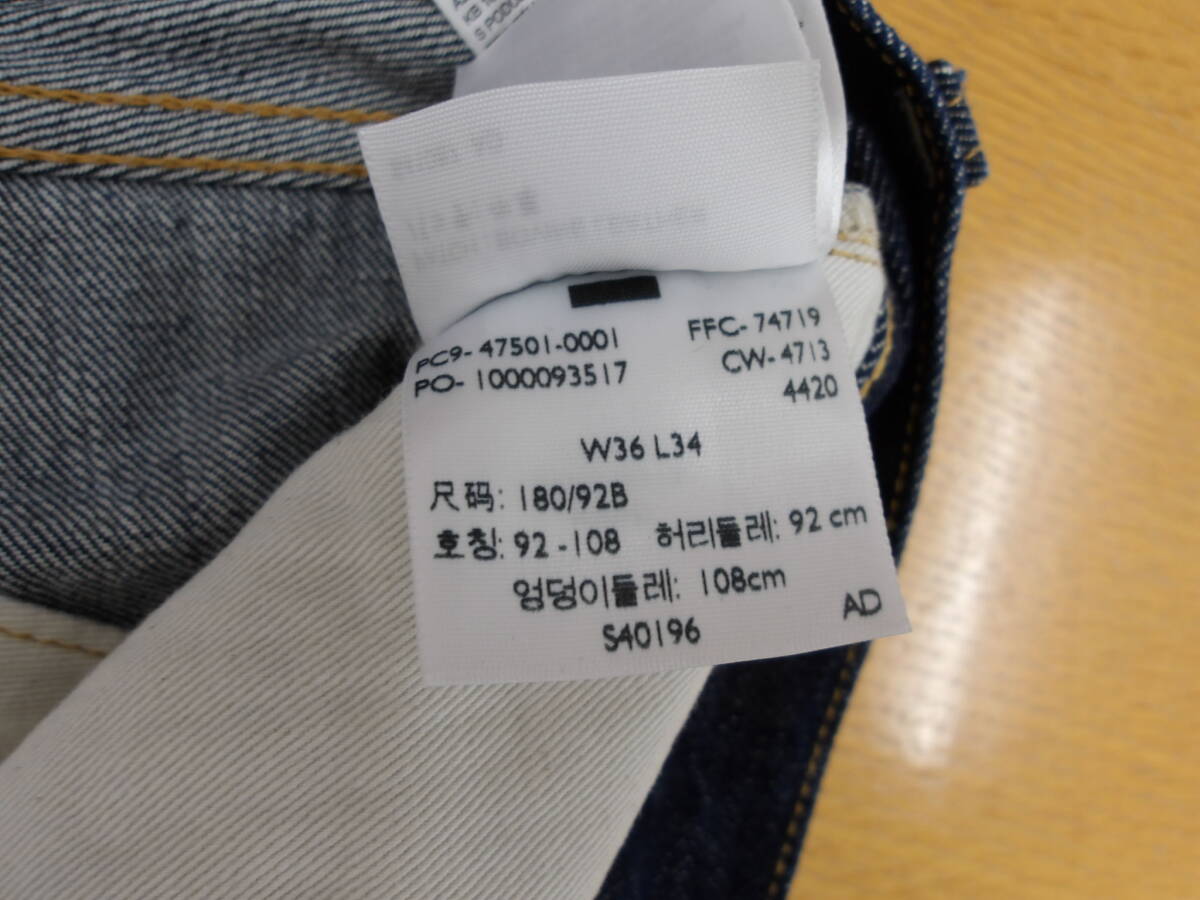 PC9- 47501-0001 FFC- 74719
PO- 1000093517 CW- 4713
4420
W36 L34
尺码: 180/92B
호칭: 92 -108 허리둘레: 92 cm
엉덩이둘레: 108cm
S40196 AD